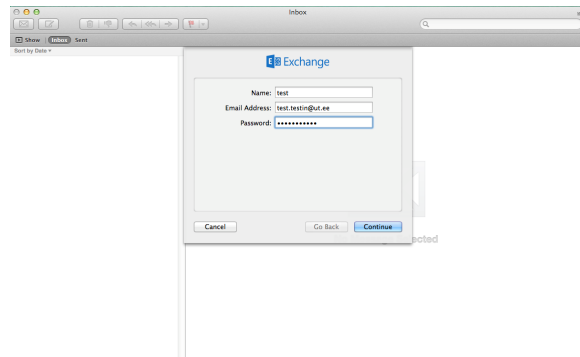 Inbox
Show Inbox Sent
Sort by Date
E Exchange
Name: test
Email Address: test.testin@ut.ee
Password: •••••••••••
Cancel Go Back Continue